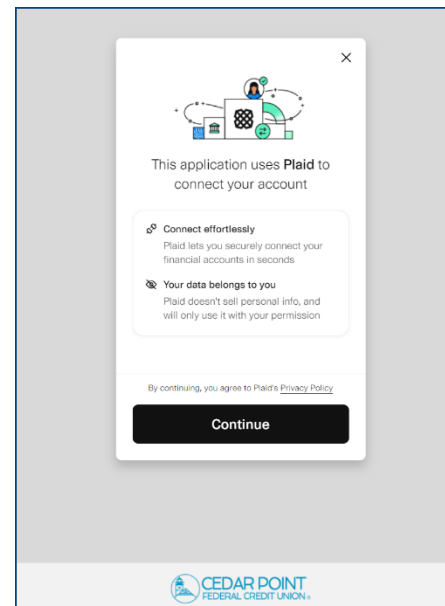 This application uses Plaid to
connect your account
Connect effortlessly
Plaid lets you securely connect your
financial accounts in seconds
Your data belongs to you
Plaid doesn't sell personal info, and
will only use it with your permission
By continuing, you agree to Plaid's Privacy Policy
Continue
CEDAR POINT
FEDERAL CREDIT UNION®